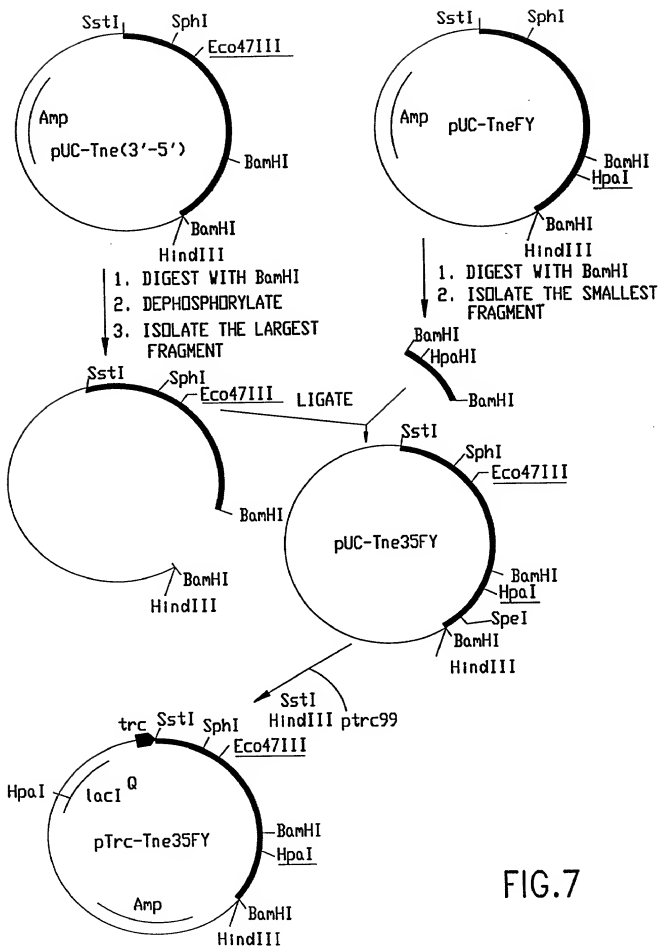 SstI
SphI
Eco47III
Amp
pUC-Tne(3'-5')
BamHI
BamHI
HindIII
SstI
SphI
Amp
pUC-TneFY
BamHI
HpaI
BamHI
HindIII
1. DIGEST WITH BamHI
2. DEPHOSPHORYLATE
3. ISOLATE THE LARGEST
FRAGMENT
1. DIGEST WITH BamHI
2. ISOLATE THE SMALLEST
FRAGMENT
BamHI
HpaHI
BamHI
SstI
SphI
Eco47III
BamHI
BamHI
HindIII
LIGATE
SstI
SphI
Eco47III
pUC-Tne35FY
BamHI
HpaI
SpeI
BamHI
HindIII
SstI
HindIII ptrc99
trc
SstI
SphI
Eco47III
HpaI
lacI Q
pTrc-Tne35FY
BamHI
HpaI
Amp
BamHI
HindIII
FIG.7